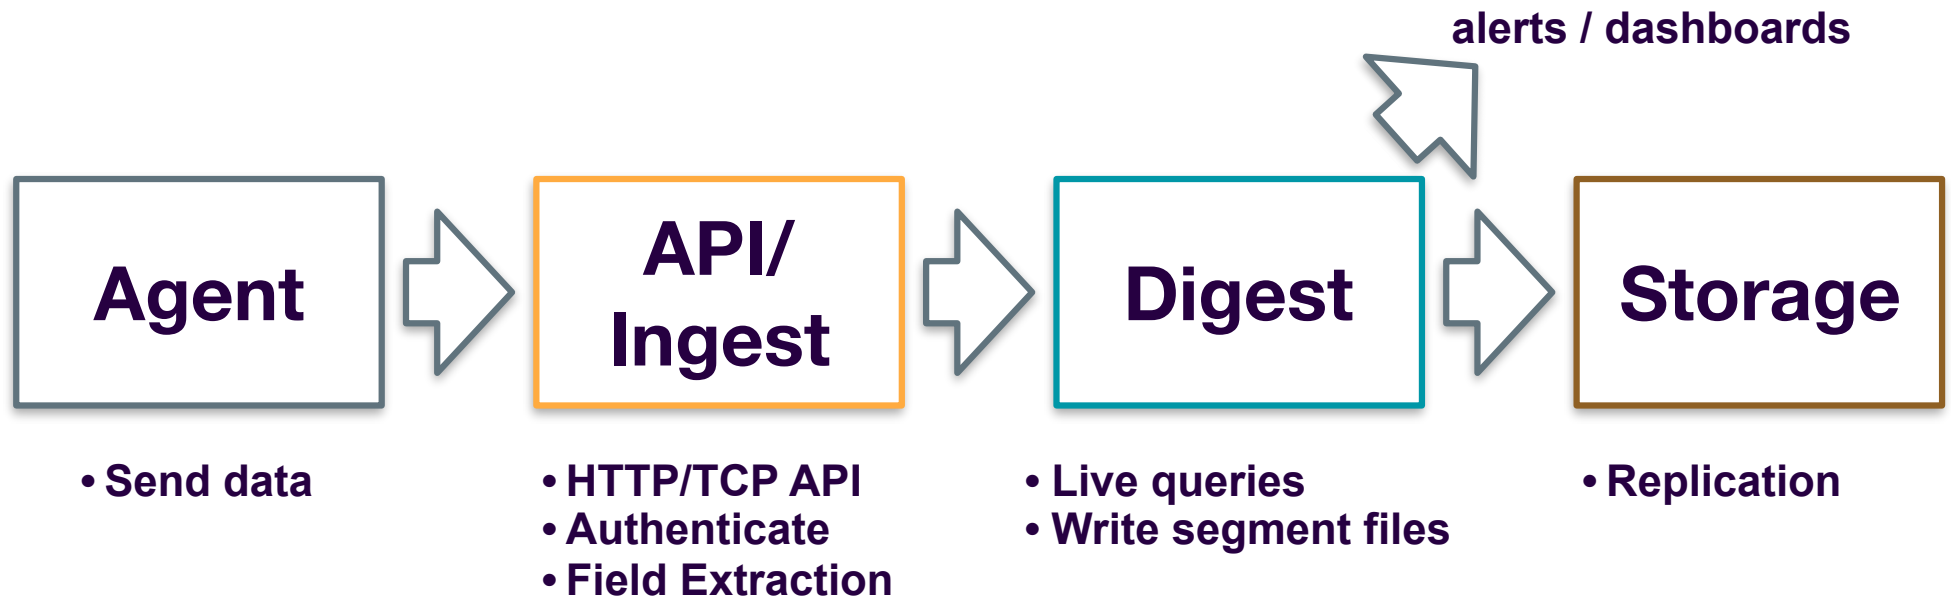 alerts / dashboards
Agent
API/
Ingest
Digest
Storage
• Send data
• HTTP/TCP API
• Authenticate
• Field Extraction
• Live queries
• Write segment files
• Replication